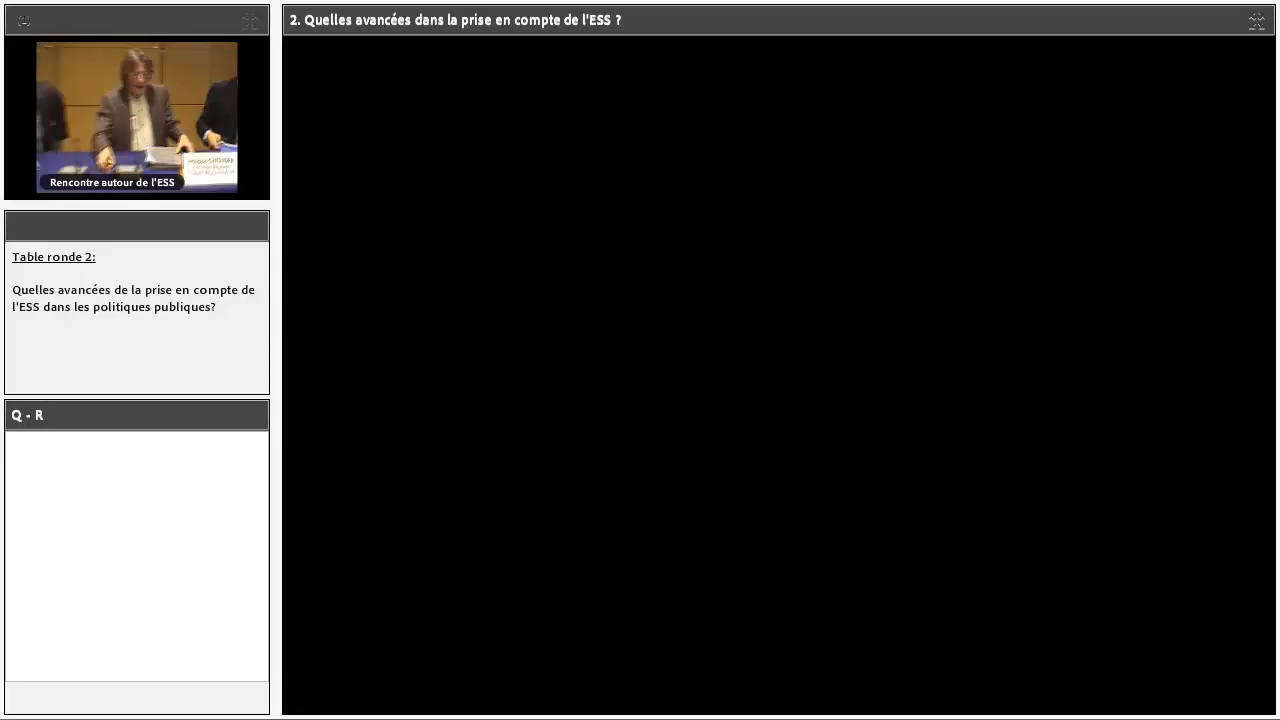 2. Quelles avancées dans la prise en compte de l'ESS ?
Rencontre autour de l'ESS
Table ronde 2:
Quelles avancées de la prise en compte de
l'ESS dans les politiques publiques?
Q - R